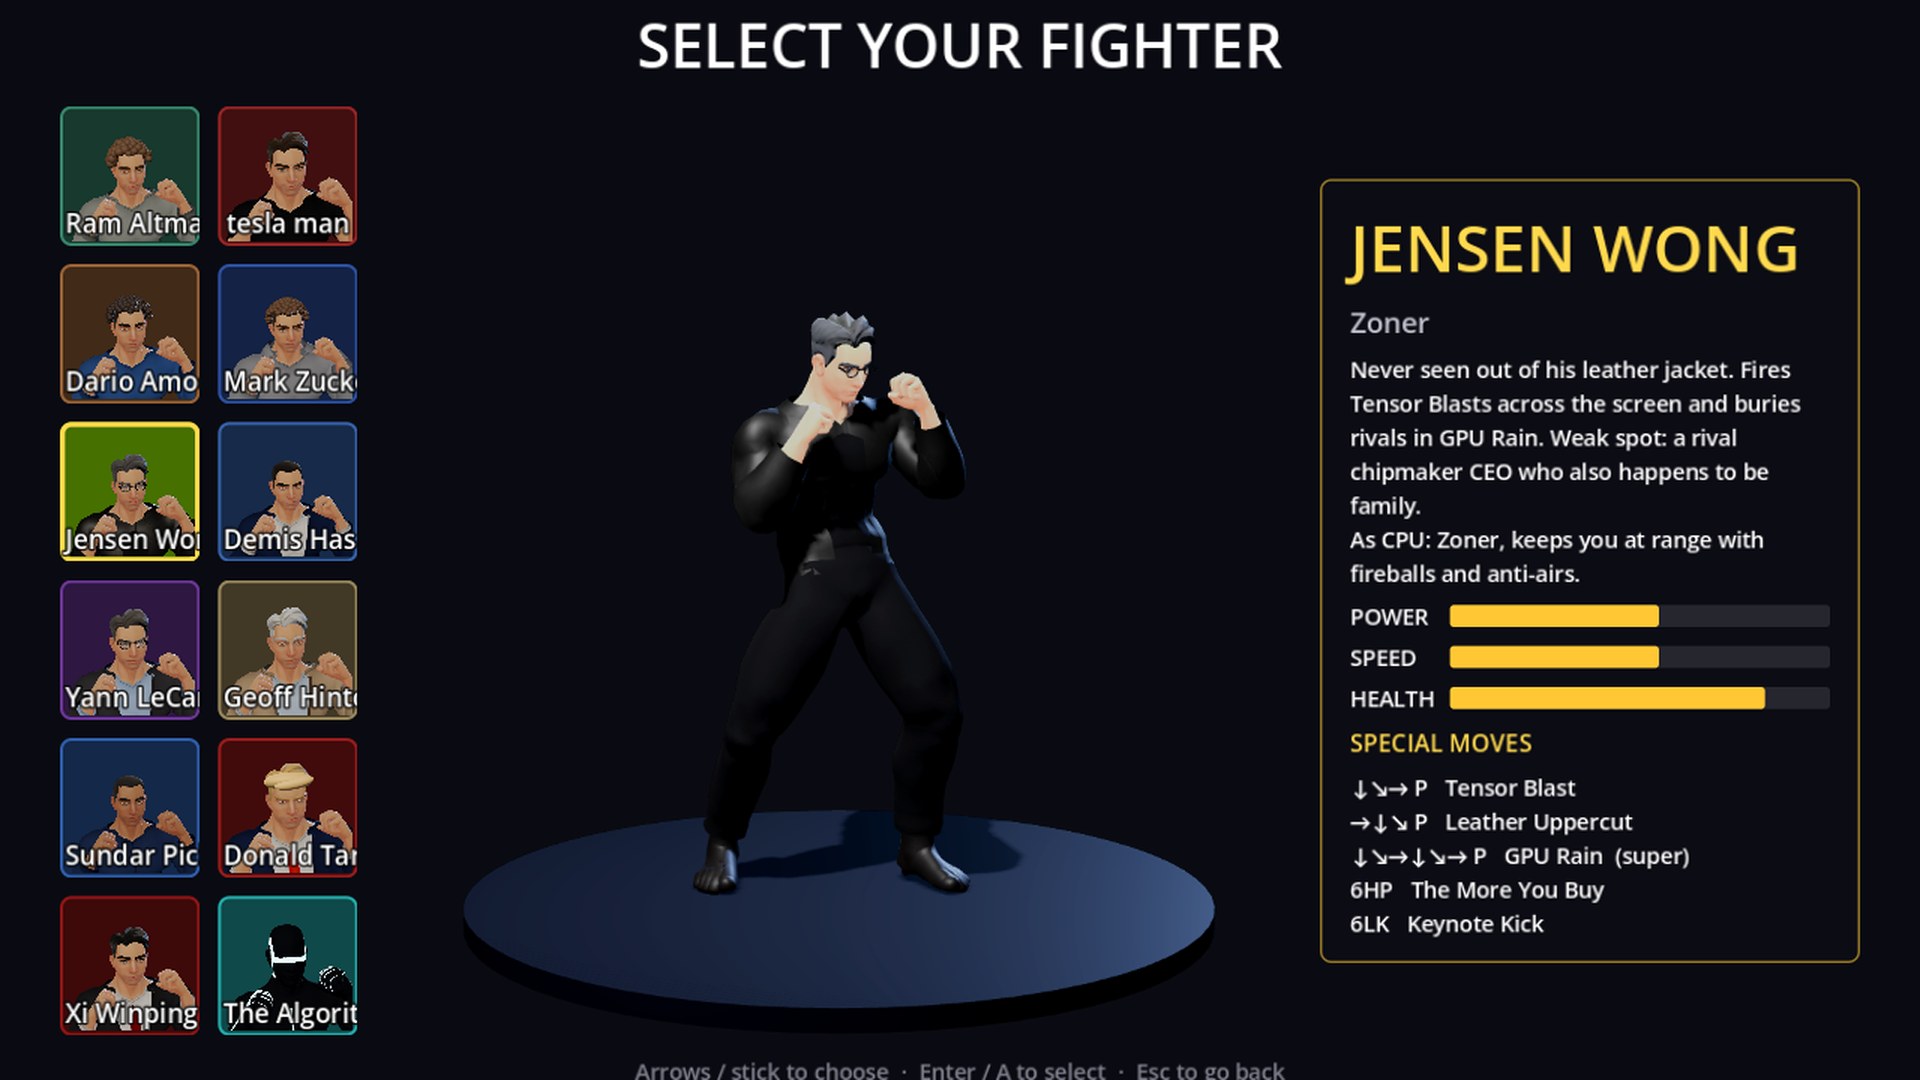 SELECT YOUR FIGHTER
Ram Altma
tesla man
Dario Amo
Mark Zuck
Jensen Wo
Demis Has
Yann LeCa
Geoff Hint
Sundar Pic
Donald Tar
Xi Winping
The Algorit
JENSEN WONG
Zoner
Never seen out of his leather jacket. Fires
Tensor Blasts across the screen and buries
rivals in GPU Rain. Weak spot: a rival
chipmaker CEO who also happens to be
family.
As CPU: Zoner, keeps you at range with
fireballs and anti-airs.
POWER
SPEED
HEALTH
SPECIAL MOVES
↓↘→ P Tensor Blast
→↓↘ P Leather Uppercut
↓↘→↓↘→ P GPU Rain (super)
6HP The More You Buy
6LK Keynote Kick
Arrows / stick to choose · Enter / A to select · Esc to go back